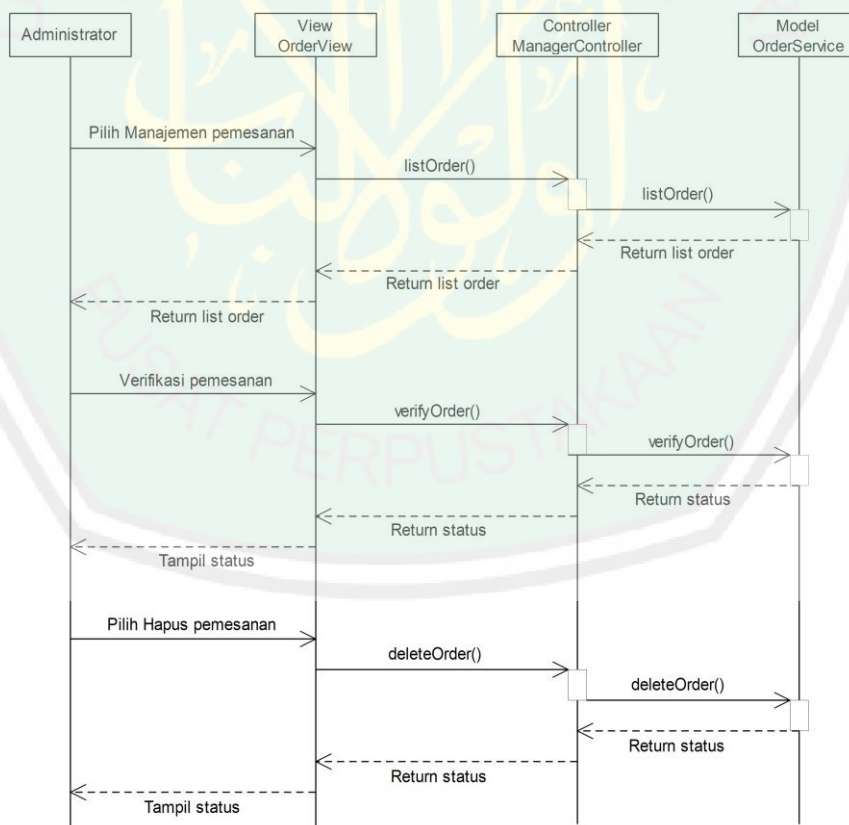 Administrator
View
OrderView
Controller
ManagerController
Model
OrderService
Pilih Manajemen pemesanan
listOrder()
listOrder()
Return list order
Return list order
Return list order
Verifikasi pemesanan
verifyOrder()
verifyOrder()
Return status
Return status
Tampil status
Pilih Hapus pemesanan
deleteOrder()
deleteOrder()
Return status
Return status
Tampil status
PUSAT PERPUSTAKAAN